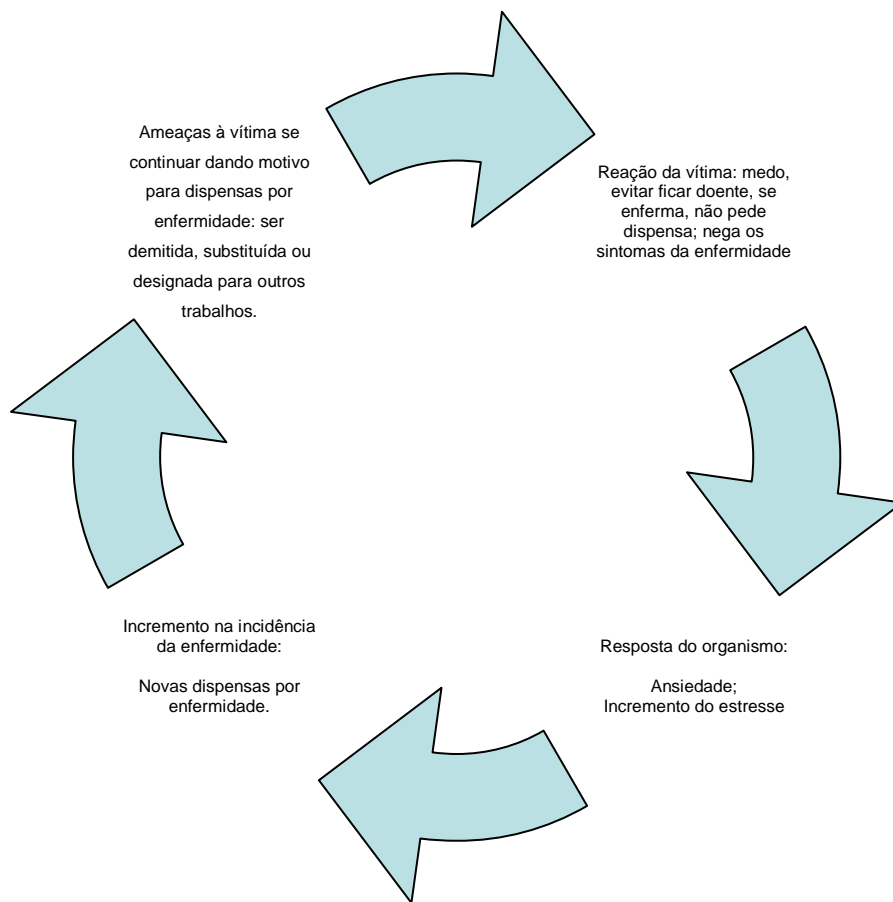 Ameaças à vítima se
continuar dando motivo
para dispensas por
enfermidade: ser
demitida, substituída ou
designada para outros
trabalhos.
Reação da vítima: medo,
evitar ficar doente, se
enferma, não pede
dispensa; nega os
sintomas da enfermidade
Resposta do organismo:
Ansiedade;
Incremento do estresse
Incremento na incidência
da enfermidade:
Novas dispensas por
enfermidade.